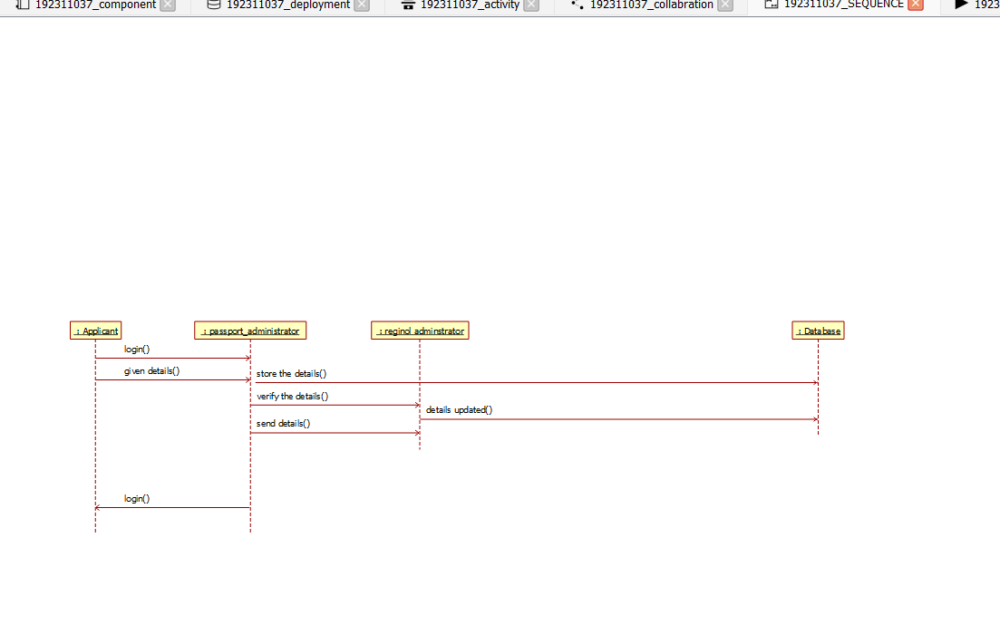 192311037_component
192311037_deployment
192311037_activity
192311037_collabration
192311037_SEQUENCE
1923
: Applicant
: passport_administrator
: reginol adminstrator
: Database
login()
given details()
store the details()
verify the details()
details updated()
send details()
login()